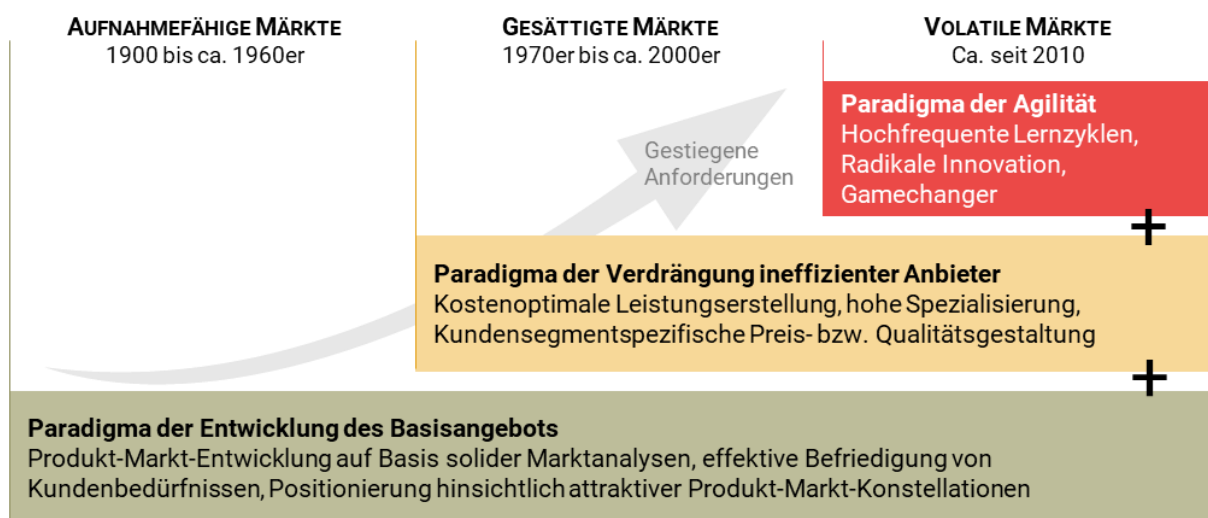 AUFNAHMEFÄHIGE MÄRKTE
1900 bis ca. 1960er
GESÄTTIGTE MÄRKTE
1970er bis ca. 2000er
VOLATILE MÄRKTE
Ca. seit 2010
Paradigma der Agilität
Hochfrequente Lernzyklen,
Radikale Innovation,
Gamechanger
Gestiegene
Anforderungen
+
Paradigma der Verdrängung ineffizienter Anbieter
Kostenoptimale Leistungserstellung, hohe Spezialisierung,
Kundensegmentspezifische Preis- bzw. Qualitätsgestaltung
+
Paradigma der Entwicklung des Basisangebots
Produkt-Markt-Entwicklung auf Basis solider Marktanalysen, effektive Befriedigung von
Kundenbedürfnissen, Positionierung hinsichtlich attraktiver Produkt-Markt-Konstellationen